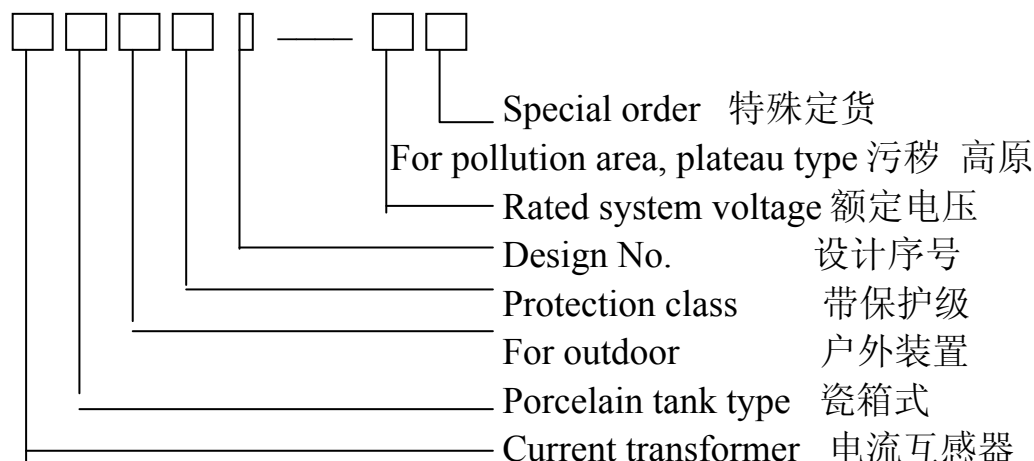 Special order 特殊定货
For pollution area, plateau type 污秽 高原
Rated system voltage 额定电压
Design No. 设计序号
Protection class 带保护级
For outdoor 户外装置
Porcelain tank type 瓷箱式
Current transformer 电流互感器